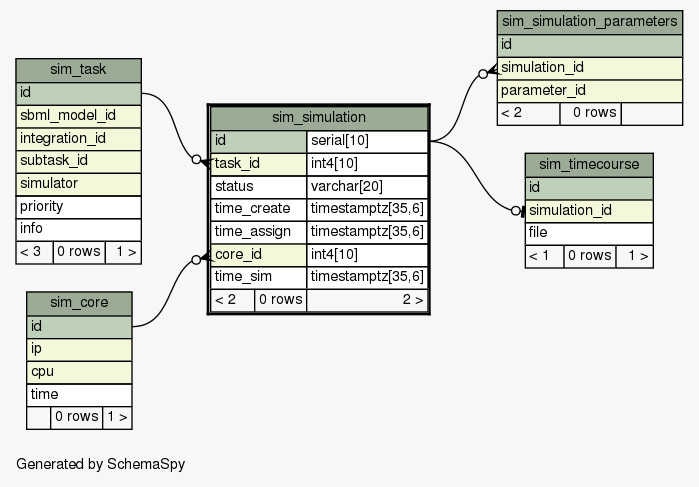 sim_task
id
sbml_model_id
integration_id
subtask_id
simulator
priority
info
< 3 0 rows 1 >
sim_core
id
ip
cpu
time
0 rows 1 >
sim_simulation
id serial[10]
task_id int4[10]
status varchar[20]
time_create timestamptz[35,6]
time_assign timestamptz[35,6]
core_id int4[10]
time_sim timestamptz[35,6]
< 2 0 rows 2 >
sim_simulation_parameters
id
simulation_id
parameter_id
< 2 0 rows
sim_timecourse
id
simulation_id
file
< 1 0 rows 1 >
Generated by SchemaSpy